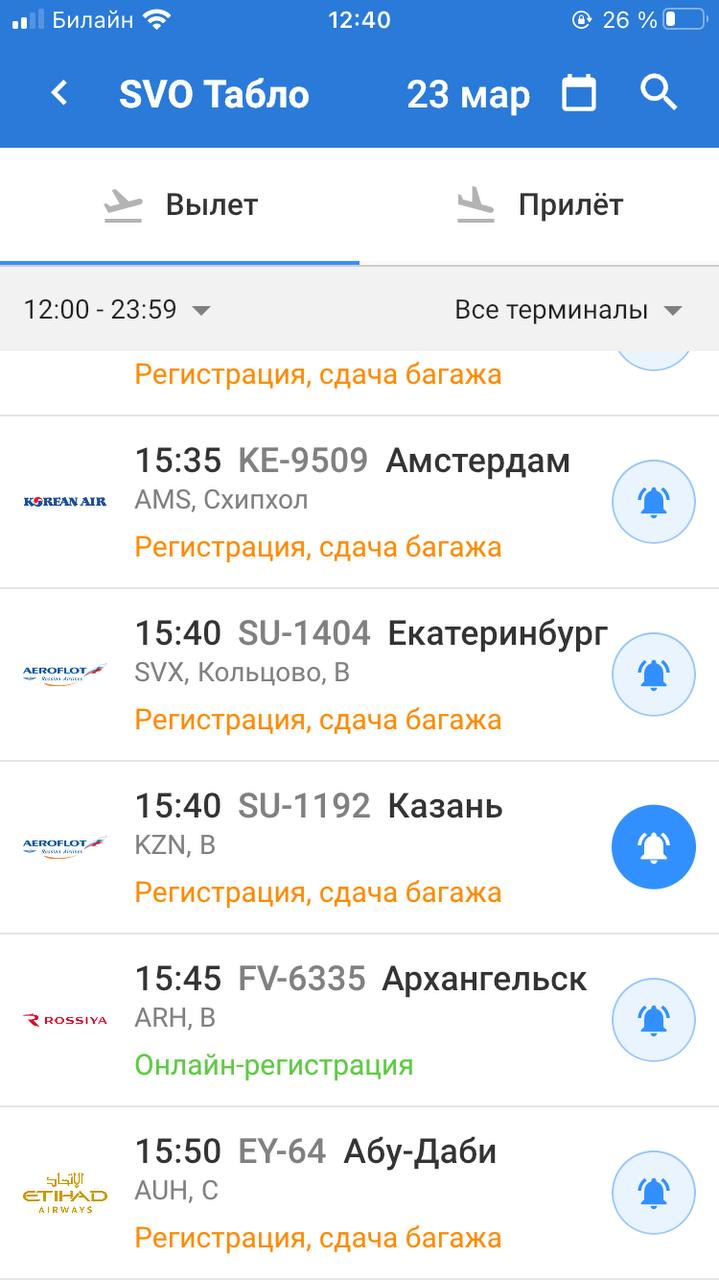 Билайн 12:40 26 %
SVO Табло 23 мар
Вылет Прилёт
12:00 - 23:59 Все терминалы
Регистрация, сдача багажа
15:35 KE-9509 Амстердам
KOREAN AIR
AMS, Схипхол
Регистрация, сдача багажа
15:40 SU-1404 Екатеринбург
AEROFLOT
Russian Airlines
SVX, Кольцово, B
Регистрация, сдача багажа
15:40 SU-1192 Казань
AEROFLOT
Russian Airlines
KZN, B
Регистрация, сдача багажа
15:45 FV-6335 Архангельск
ROSSIYA
ARH, B
Онлайн-регистрация
15:50 EY-64 Абу-Даби
الإتحاد
ETIHAD
AIRWAYS
AUH, C
Регистрация, сдача багажа